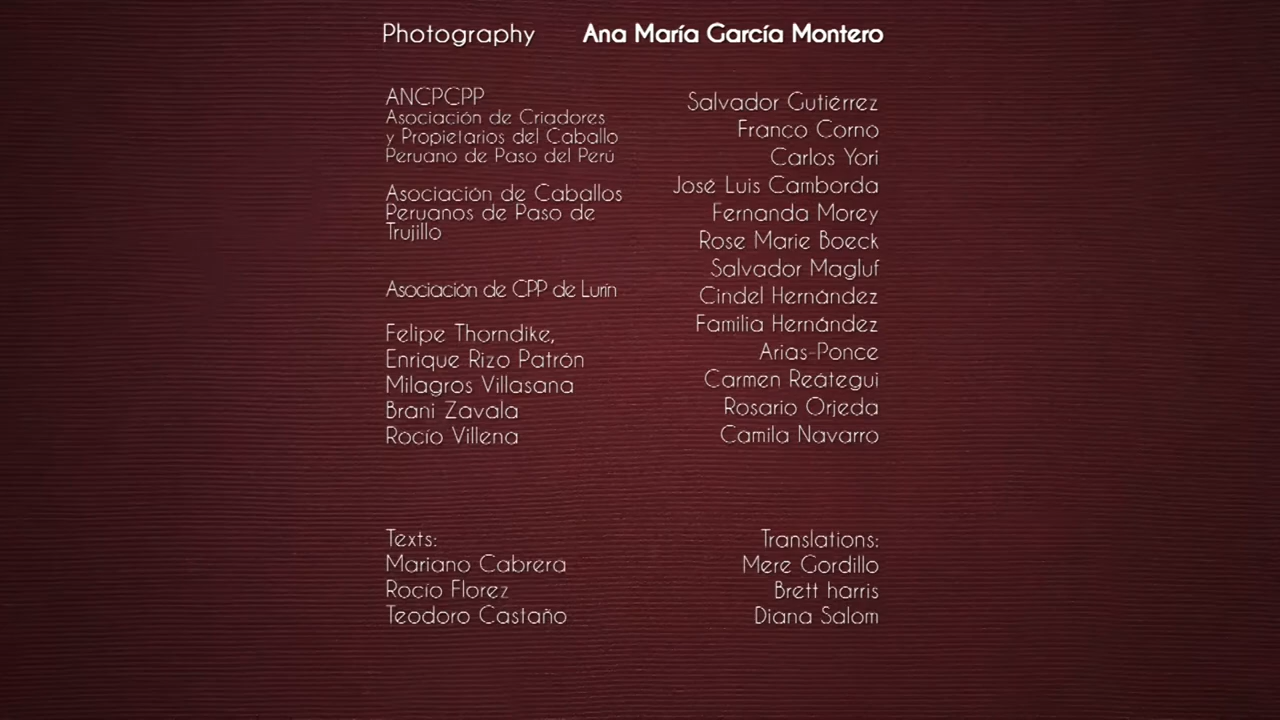 Photography Ana María García Montero
ANCPCPP
Asociación de Criadores
y Propietarios del Caballo
Peruano de Paso del Perú
Asociación de Caballos
Peruanos de Paso de
Trujillo
Asociación de CPP de Lurín
Felipe Thorndike,
Enrique Rizo Patrón
Milagros Villasana
Brani Zavala
Rocío Villena
Salvador Gutiérrez
Franco Corno
Carlos Yori
José Luis Camborda
Fernanda Morey
Rose Marie Boeck
Salvador Magluf
Cindel Hernández
Familia Hernández
Arias-Ponce
Carmen Reátegui
Rosario Orjeda
Camila Navarro
Texts:
Mariano Cabrera
Rocío Florez
Teodoro Castaño
Translations:
Mere Gordillo
Brett harris
Diana Salom